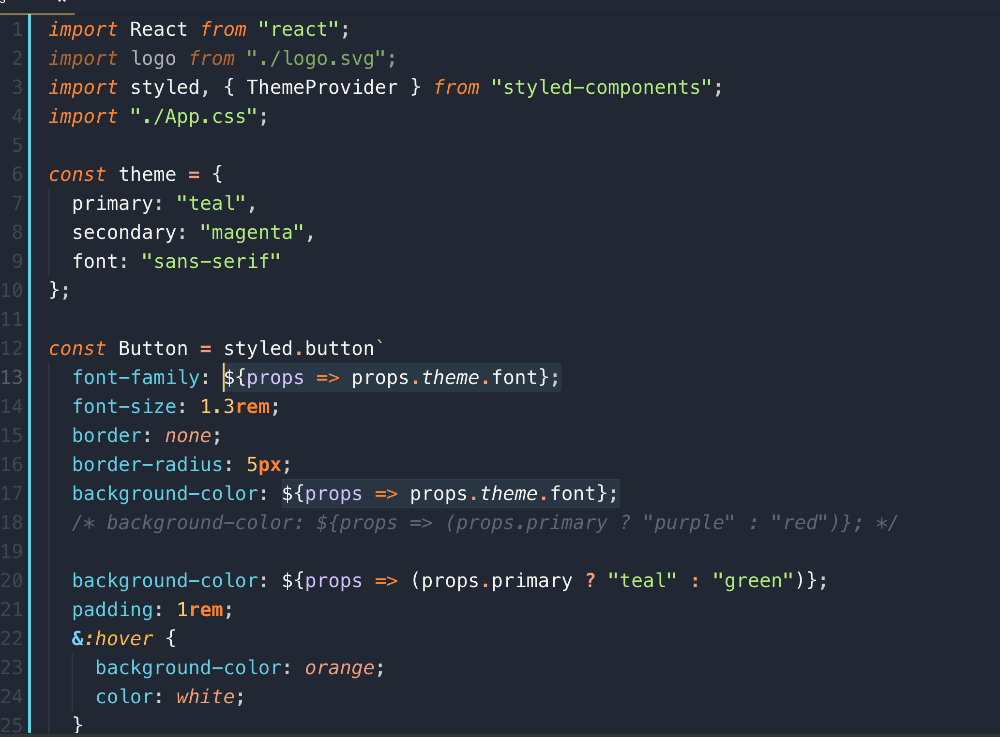 1 import React from "react";
2 import logo from "./logo.svg";
3 import styled, { ThemeProvider } from "styled-components";
4 import "./App.css";
5
6 const theme = {
7   primary: "teal",
8   secondary: "magenta",
9   font: "sans-serif"
10 };
11
12 const Button = styled.button`
13   font-family: ${props => props.theme.font};
14   font-size: 1.3rem;
15   border: none;
16   border-radius: 5px;
17   background-color: ${props => props.theme.font};
18   /* background-color: ${props => (props.primary ? "purple" : "red")}; */
19
20   background-color: ${props => (props.primary ? "teal" : "green")};
21   padding: 1rem;
22   &:hover {
23     background-color: orange;
24     color: white;
25   }